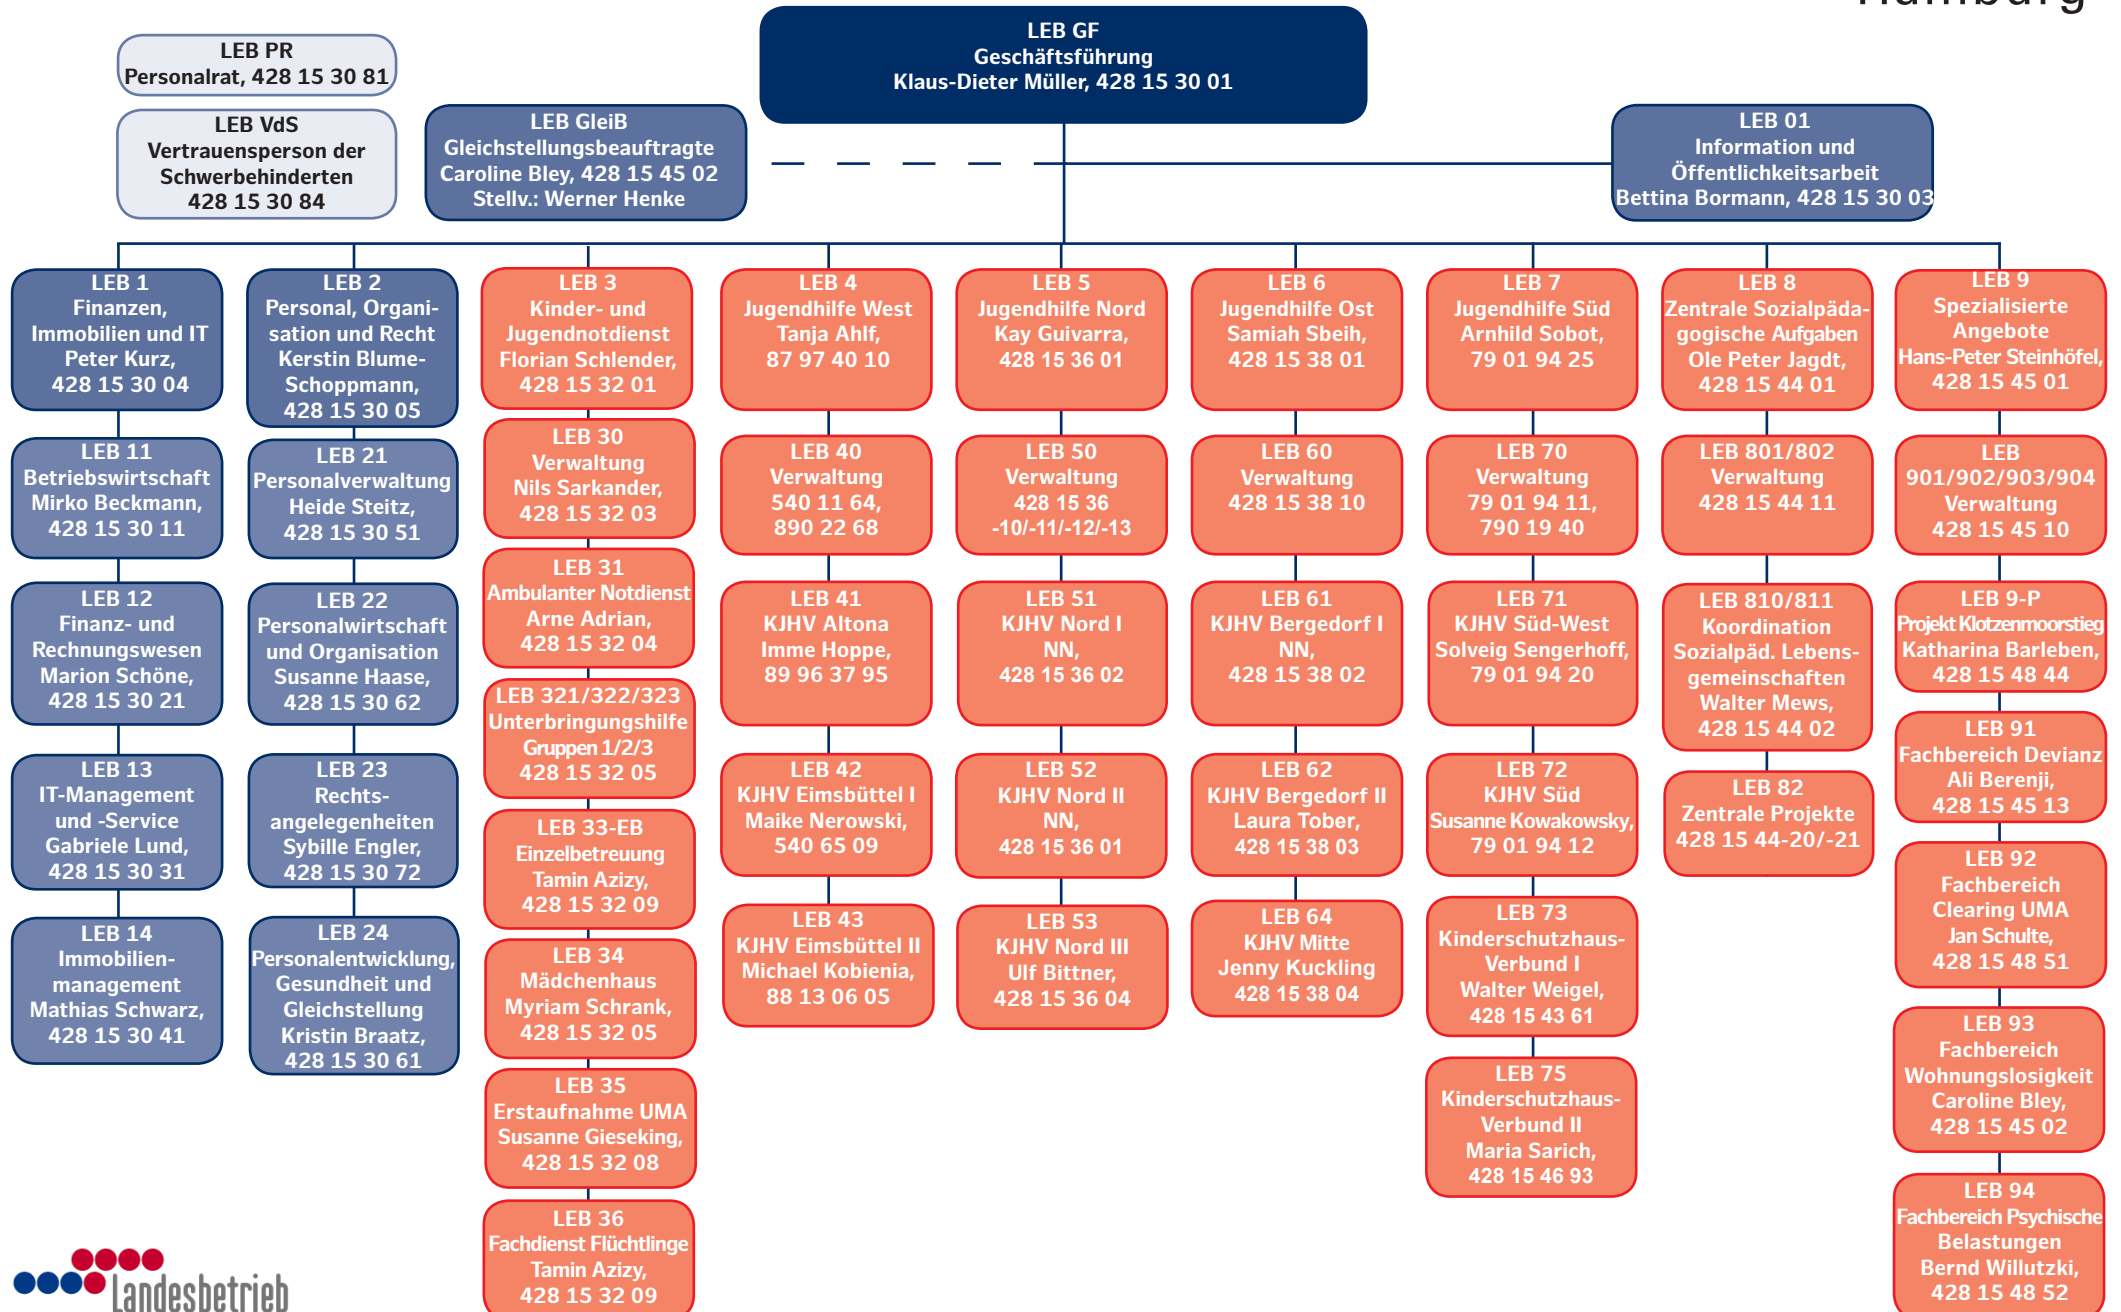 Hamburg
LEB PR
Personalrat, 428 15 30 81
LEB VdS
Vertrauensperson der
Schwerbehinderten
428 15 30 84
LEB GleiB
Gleichstellungsbeauftragte
Caroline Bley, 428 15 45 02
Stellv.: Werner Henke
LEB GF
Geschäftsführung
Klaus-Dieter Müller, 428 15 30 01
LEB 01
Information und
Öffentlichkeitsarbeit
Bettina Bormann, 428 15 30 03
LEB 1
Finanzen,
Immobilien und IT
Peter Kurz,
428 15 30 04
LEB 11
Betriebswirtschaft
Mirko Beckmann,
428 15 30 11
LEB 12
Finanz- und
Rechnungswesen
Marion Schöne,
428 15 30 21
LEB 13
IT-Management
und -Service
Gabriele Lund,
428 15 30 31
LEB 14
Immobilien-
management
Mathias Schwarz,
428 15 30 41
LEB 2
Personal, Organi-
sation und Recht
Kerstin Blume-
Schoppmann,
428 15 30 05
LEB 21
Personalverwaltung
Heide Steitz,
428 15 30 51
LEB 22
Personalwirtschaft
und Organisation
Susanne Haase,
428 15 30 62
LEB 23
Rechts-
angelegenheiten
Sybille Engler,
428 15 30 72
LEB 24
Personalentwicklung,
Gesundheit und
Gleichstellung
Kristin Braatz,
428 15 30 61
LEB 3
Kinder- und
Jugendnotdienst
Florian Schlender,
428 15 32 01
LEB 30
Verwaltung
Nils Sarkander,
428 15 32 03
LEB 31
Ambulanter Notdienst
Arne Adrian,
428 15 32 04
LEB 321/322/323
Unterbringungshilfe
Gruppen 1/2/3
428 15 32 05
LEB 33-EB
Einzelbetreuung
Tamin Azizy,
428 15 32 09
LEB 34
Mädchenhaus
Myriam Schrank,
428 15 32 05
LEB 35
Erstaufnahme UMA
Susanne Gieseking,
428 15 32 08
LEB 36
Fachdienst Flüchtlinge
Tamin Azizy,
428 15 32 09
LEB 4
Jugendhilfe West
Tanja Ahlf,
87 97 40 10
LEB 40
Verwaltung
540 11 64,
890 22 68
LEB 41
KJHV Altona
Imme Hoppe,
89 96 37 95
LEB 42
KJHV Eimsbüttel I
Maike Nerowski,
540 65 09
LEB 43
KJHV Eimsbüttel II
Michael Kobienia,
88 13 06 05
LEB 5
Jugendhilfe Nord
Kay Guivarra,
428 15 36 01
LEB 50
Verwaltung
428 15 36
-10/-11/-12/-13
LEB 51
KJHV Nord I
NN,
428 15 36 02
LEB 52
KJHV Nord II
NN,
428 15 36 01
LEB 53
KJHV Nord III
Ulf Bittner,
428 15 36 04
LEB 6
Jugendhilfe Ost
Samiah Sbeih,
428 15 38 01
LEB 60
Verwaltung
428 15 38 10
LEB 61
KJHV Bergedorf I
NN,
428 15 38 02
LEB 62
KJHV Bergedorf II
Laura Tober,
428 15 38 03
LEB 64
KJHV Mitte
Jenny Kuckling
428 15 38 04
LEB 7
Jugendhilfe Süd
Arnhild Sobot,
79 01 94 25
LEB 70
Verwaltung
79 01 94 11,
790 19 40
LEB 71
KJHV Süd-West
Solveig Sengerhoff,
79 01 94 20
LEB 72
KJHV Süd
Susanne Kowakowsky,
79 01 94 12
LEB 73
Kinderschutzhaus-
Verbund I
Walter Weigel,
428 15 43 61
LEB 75
Kinderschutzhaus-
Verbund II
Maria Sarich,
428 15 46 93
LEB 8
Zentrale Sozialpäda-
gogische Aufgaben
Ole Peter Jagdt,
428 15 44 01
LEB 801/802
Verwaltung
428 15 44 11
LEB 810/811
Koordination
Sozialpäd. Lebens-
gemeinschaften
Walter Mews,
428 15 44 02
LEB 82
Zentrale Projekte
428 15 44-20/-21
LEB 9
Spezialisierte
Angebote
Hans-Peter Steinhöfel,
428 15 45 01
LEB
901/902/903/904
Verwaltung
428 15 45 10
LEB 9-P
Projekt Klotzenmoorstieg
Katharina Barleben,
428 15 48 44
LEB 91
Fachbereich Devianz
Ali Berenji,
428 15 45 13
LEB 92
Fachbereich
Clearing UMA
Jan Schulte,
428 15 48 51
LEB 93
Fachbereich
Wohnungslosigkeit
Caroline Bley,
428 15 45 02
LEB 94
Fachbereich Psychische
Belastungen
Bernd Willutzki,
428 15 48 52
Landesbetrieb